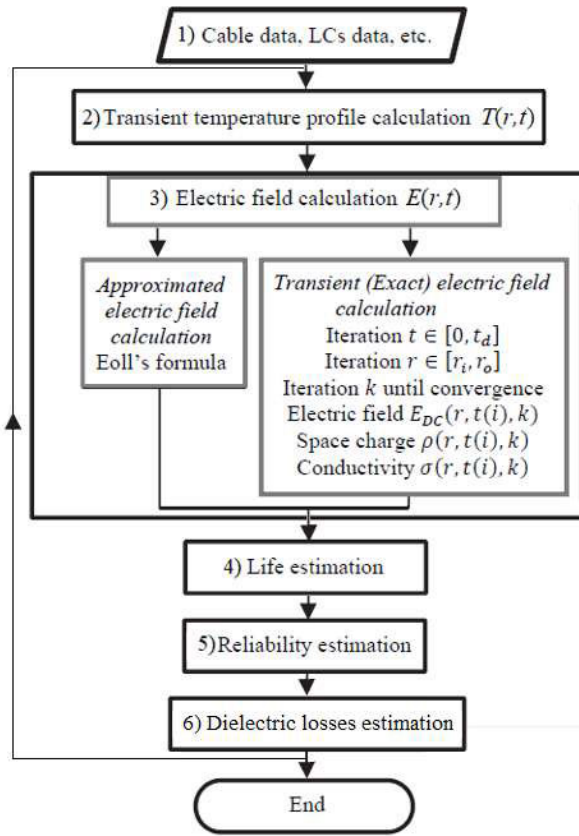 1) Cable data, LCs data, etc.
2) Transient temperature profile calculation T(r,t)
3) Electric field calculation E(r,t)
Approximated
electric field
calculation
Eoll's formula
Transient (Exact) electric field
calculation
Iteration t ∈ [0, t_d]
Iteration r ∈ [r_i, r_o]
Iteration k until convergence
Electric field E_DC(r, t(i), k)
Space charge ρ(r, t(i), k)
Conductivity σ(r, t(i), k)
4) Life estimation
5)Reliability estimation
6) Dielectric losses estimation
End